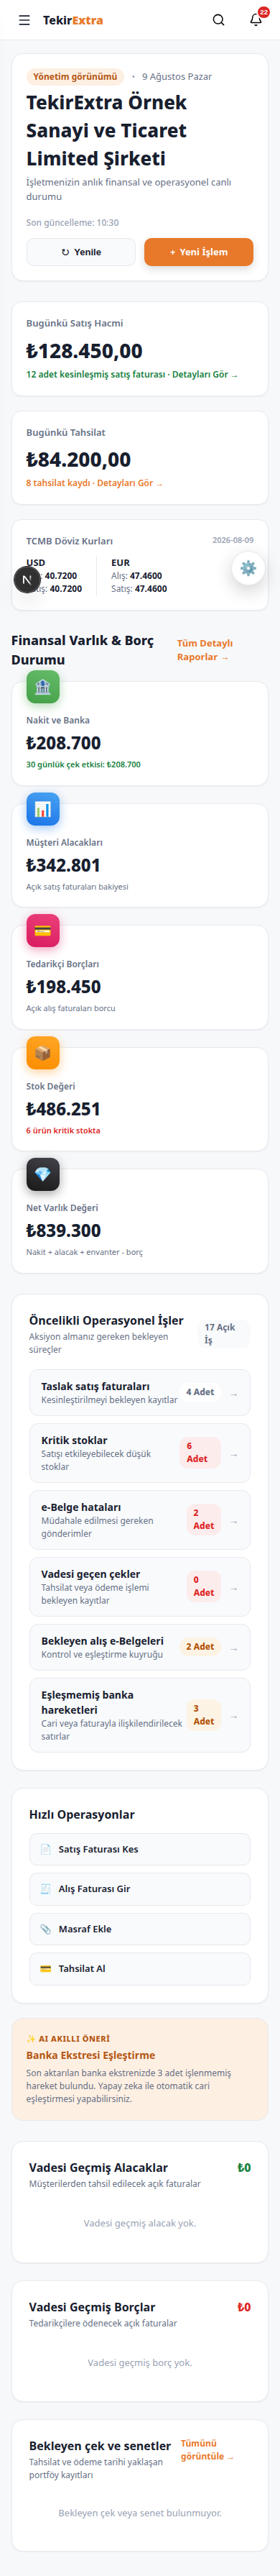 TekirExtra
22
Yönetim görünümü • 9 Ağustos Pazar
TekirExtra Örnek
Sanayi ve Ticaret
Limited Şirketi
İşletmenizin anlık finansal ve operasyonel canlı
durumu
Son güncelleme: 10:30
↻ Yenile
+ Yeni İşlem
Bugünkü Satış Hacmi
₺128.450,00
12 adet kesinleşmiş satış faturası · Detayları Gör →
Bugünkü Tahsilat
₺84.200,00
8 tahsilat kaydı · Detayları Gör →
TCMB Döviz Kurları 2026-08-09
USD EUR
40.7200 Alış: 47.4600
40.7200 Satış: 47.4600
N
Finansal Varlık & Borç
Durumu
Tüm Detaylı
Raporlar →
Nakit ve Banka
₺208.700
30 günlük çek etkisi: ₺208.700
Müşteri Alacakları
₺342.801
Açık satış faturaları bakiyesi
Tedarikçi Borçları
₺198.450
Açık alış faturaları borcu
Stok Değeri
₺486.251
6 ürün kritik stokta
Net Varlık Değeri
₺839.300
Nakit + alacak + envanter - borç
Öncelikli Operasyonel İşler
Aksiyon almanız gereken bekleyen
süreçler
17 Açık
İş
Taslak satış faturaları
Kesinleştirilmeyi bekleyen kayıtlar
4 Adet →
Kritik stoklar
Satışı etkileyebilecek düşük
stoklar
6
Adet →
e-Belge hataları
Müdahale edilmesi gereken
gönderimler
2
Adet →
Vadesi geçen çekler
Tahsilat veya ödeme işlemi
bekleyen kayıtlar
0
Adet →
Bekleyen alış e-Belgeleri
Kontrol ve eşleştirme kuyruğu
2 Adet →
Eşleşmemiş banka
hareketleri
Cari veya faturayla ilişkilendirilecek
satırlar
3
Adet →
Hızlı Operasyonlar
Satış Faturası Kes
Alış Faturası Gir
Masraf Ekle
Tahsilat Al
✨ AI AKILLI ÖNERİ
Banka Ekstresi Eşleştirme
Son aktarılan banka ekstrenizde 3 adet işlenmemiş
hareket bulundu. Yapay zeka ile otomatik cari
eşleştirmesi yapabilirsiniz.
Vadesi Geçmiş Alacaklar ₺0
Müşterilerden tahsil edilecek açık faturalar
Vadesi geçmiş alacak yok.
Vadesi Geçmiş Borçlar ₺0
Tedarikçilere ödenecek açık faturalar
Vadesi geçmiş borç yok.
Bekleyen çek ve senetler
Tahsilat ve ödeme tarihi yaklaşan
portföy kayıtları
Tümünü
görüntüle →
Bekleyen çek veya senet bulunmuyor.